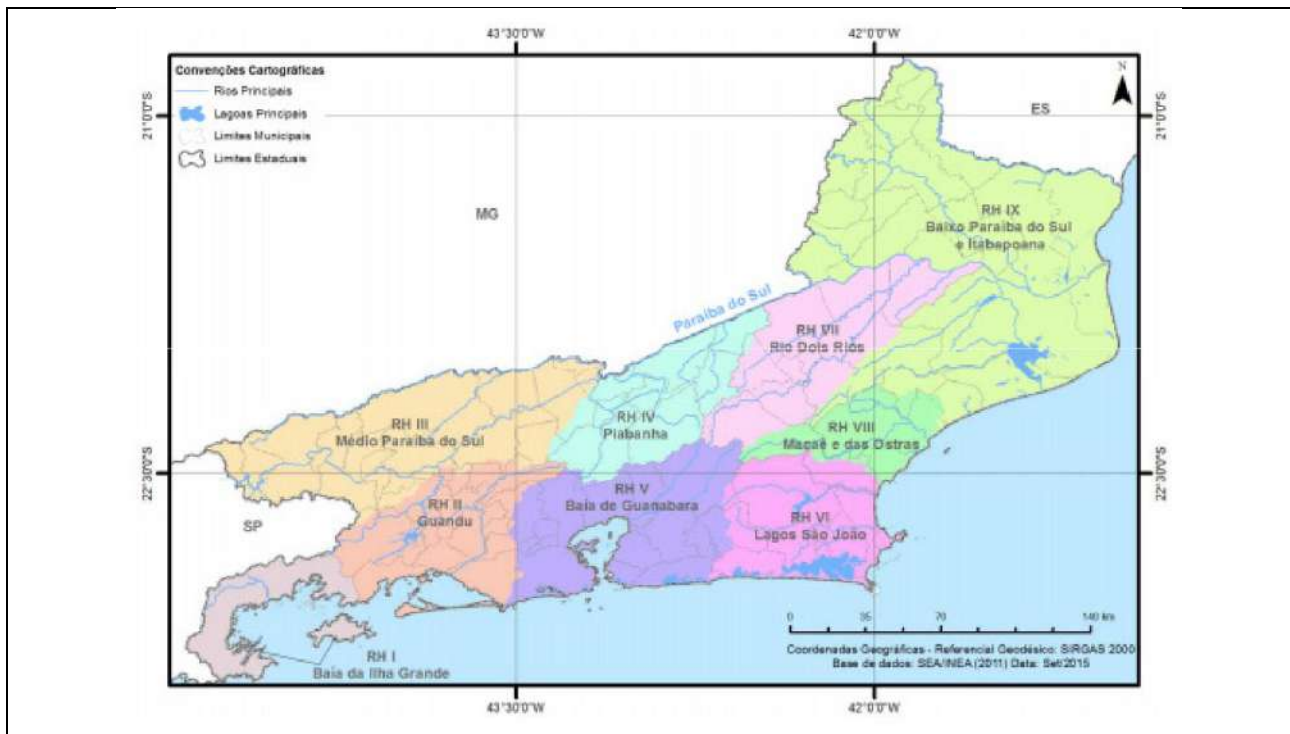 43°30'0"W
42°0'0"W
Convenções Cartográficas
Rios Principais
Lagoas Principais
Limites Municipais
Limites Estaduais
N
ES
21°0'0"S
21°0'0"S
MG
RH IX
Baixo Paraíba do Sul
e Itabapoana
Paraíba do Sul
RH VII
Rio Dois Rios
RH III
Médio Paraíba do Sul
RH IV
Piabanha
RH VIII
Macaé e das Ostras
22°30'0"S
22°30'0"S
RH V
Baía de Guanabara
RH II
Guandu
SP
RH VI
Lagos São João
0 35 70 140 km
RH I
Baía da Ilha Grande
Coordenadas Geográficas - Referencial Geodésico: SIRGAS 2000
Base de dados: SEA/INEA (2011) Data: Set/2015
43°30'0"W
42°0'0"W